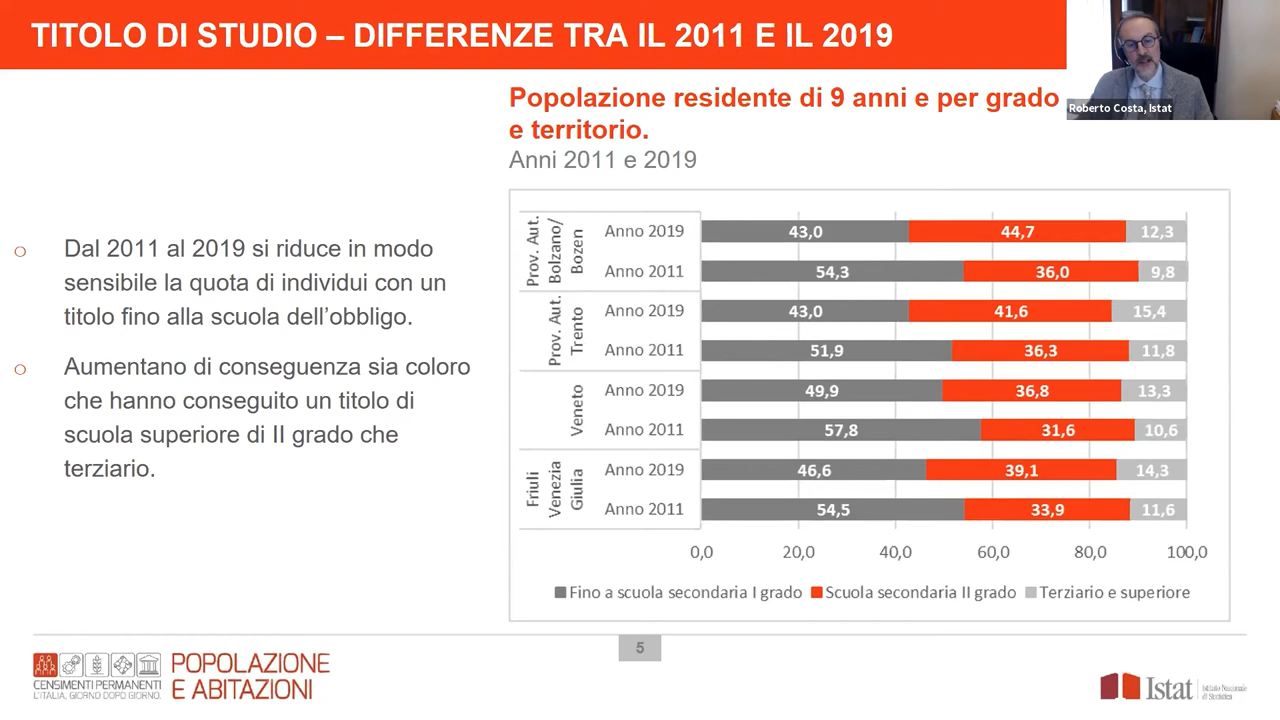 TITOLO DI STUDIO – DIFFERENZE TRA IL 2011 E IL 2019
Roberto Costa, Istat
Popolazione residente di 9 anni e per grado
e territorio.
Anni 2011 e 2019
Dal 2011 al 2019 si riduce in modo
sensibile la quota di individui con un
titolo fino alla scuola dell'obbligo.
Aumentano di conseguenza sia coloro
che hanno conseguito un titolo di
scuola superiore di II grado che
terziario.
Prov. Aut.
Bolzano/
Bozen
Anno 2019
43,0
44,7
12,3
Anno 2011
54,3
36,0
9,8
Prov. Aut.
Trento
Anno 2019
43,0
41,6
15,4
Anno 2011
51,9
36,3
11,8
Veneto
Anno 2019
49,9
36,8
13,3
Anno 2011
57,8
31,6
10,6
Friuli
Venezia
Giulia
Anno 2019
46,6
39,1
14,3
Anno 2011
54,5
33,9
11,6
0,0 20,0 40,0 60,0 80,0 100,0
Fino a scuola secondaria I grado Scuola secondaria II grado Terziario e superiore
5
CENSIMENTI PERMANENTI
L'ITALIA, GIORNO DOPO GIORNO.
POPOLAZIONE
E ABITAZIONI
Istat
Istituto Nazionale
di Statistica